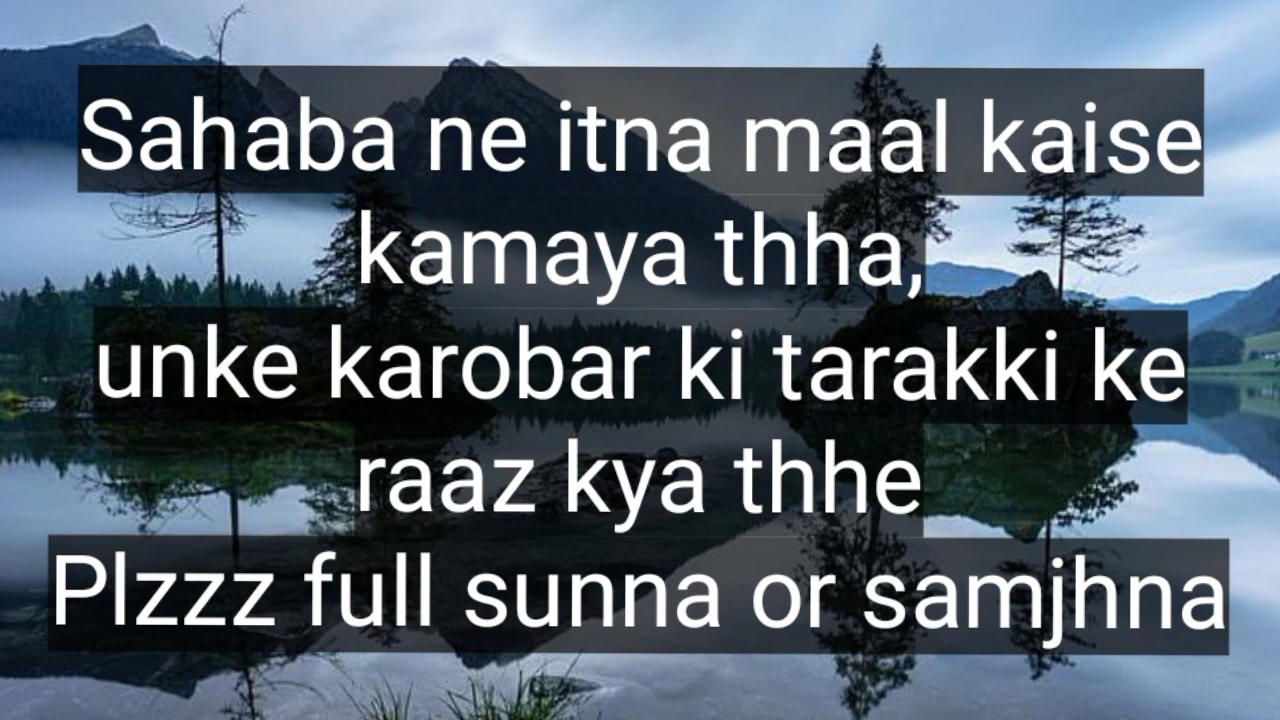 Sahaba ne itna maal kaise
kamaya thha,
unke karobar ki tarakki ke
raaz kya thhe
Plzzz full sunna or samjhna